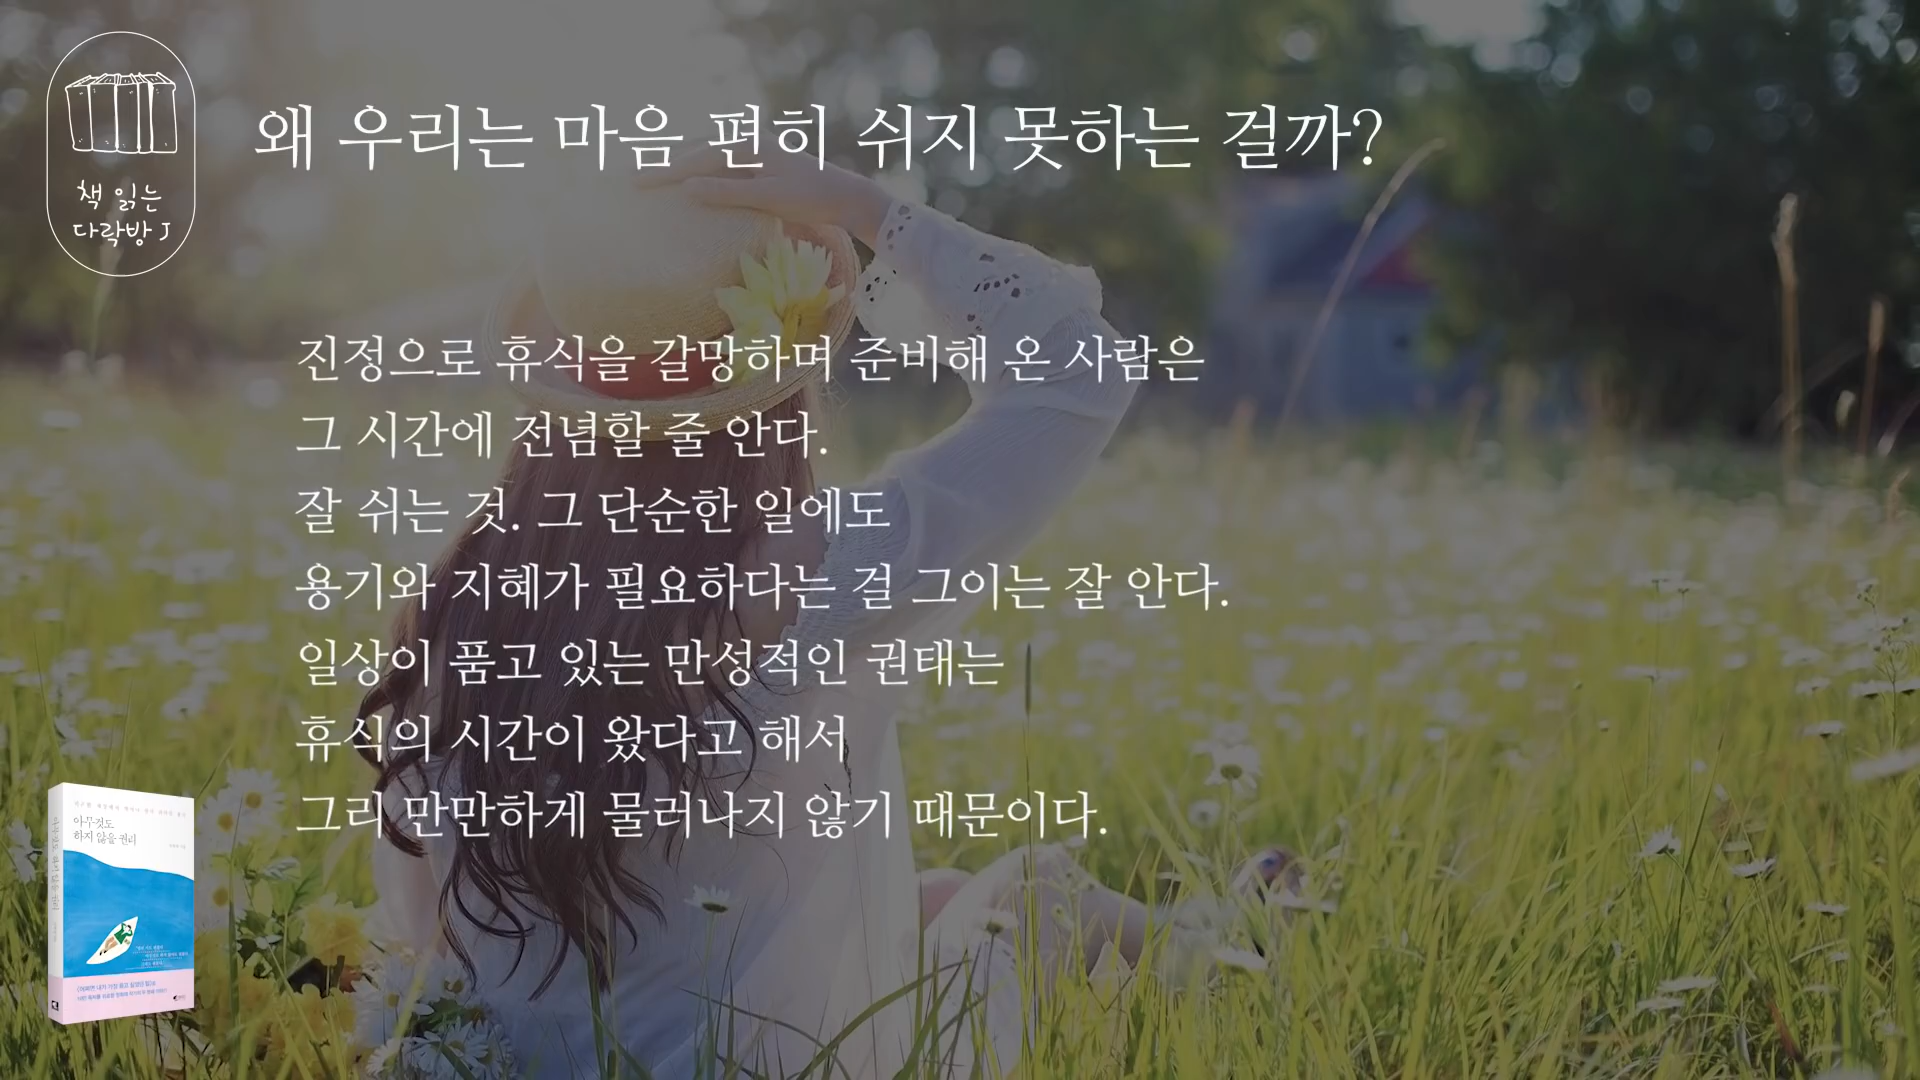 책 읽는
다락방 J
왜 우리는 마음 편히 쉬지 못하는 걸까?
진정으로 휴식을 갈망하며 준비해 온 사람은
그 시간에 전념할 줄 안다.
잘 쉬는 것. 그 단순한 일에도
용기와 지혜가 필요하다는 걸 그이는 잘 안다.
일상이 품고 있는 만성적인 권태는
휴식의 시간이 왔다고 해서
그리 만만하게 물러나지 않기 때문이다.
아무것도
하지 않을 권리